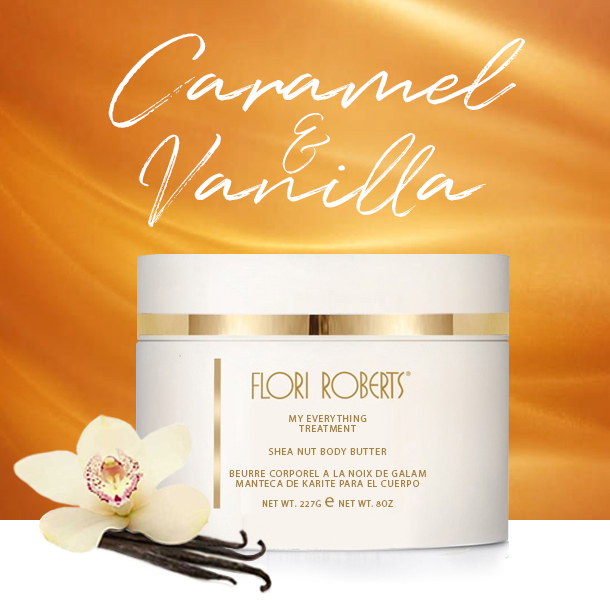 Caramel
&
Vanilla
FLORI ROBERTS®
MY EVERYTHING
TREATMENT
SHEA NUT BODY BUTTER
BEURRE CORPOREL A LA NOIX DE GALAM
MANTECA DE KARITE PARA EL CUERPO
NET WT. 227G e NET WT. 8OZ